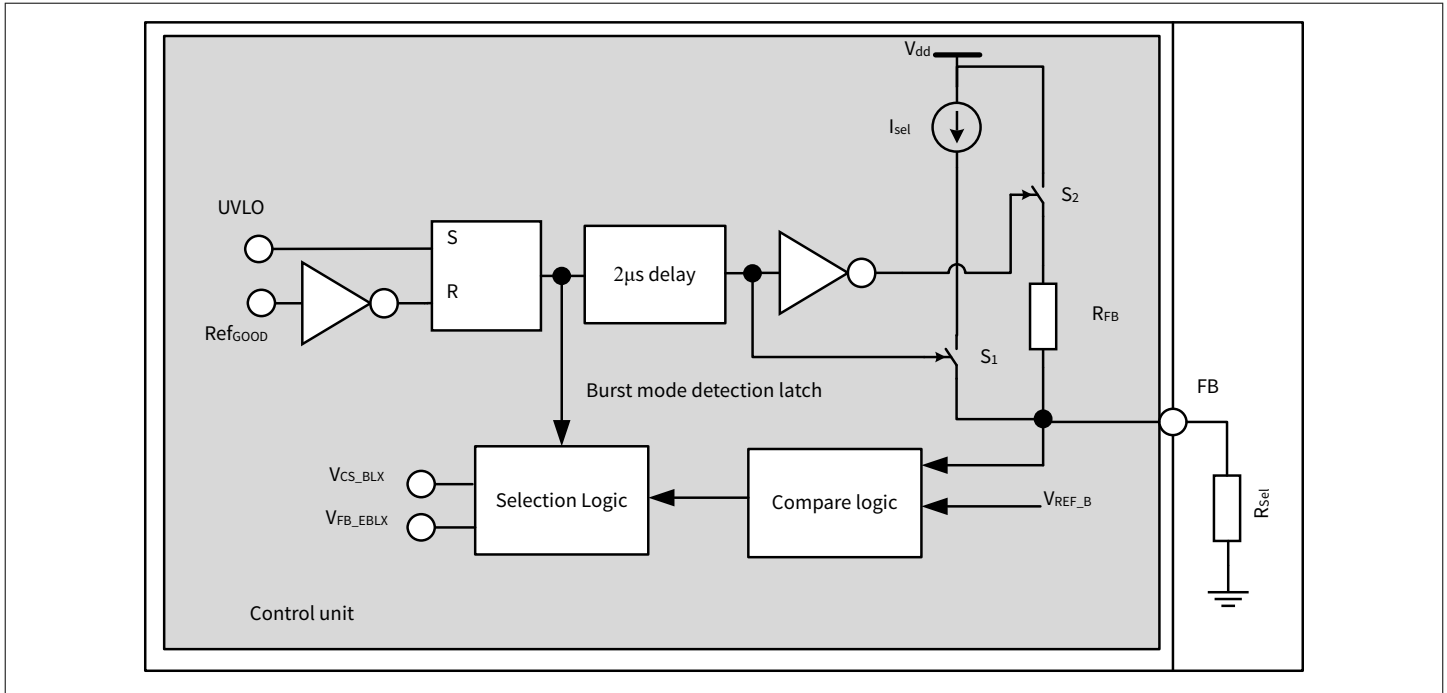 Vdd
Isel
S2
UVLO
S
2μs delay
R
RFB
RefGOOD
S1
Burst mode detection latch
FB
VCS_BLX
Selection Logic
Compare logic
VREF_B
RSel
VFB_EBLX
Control unit